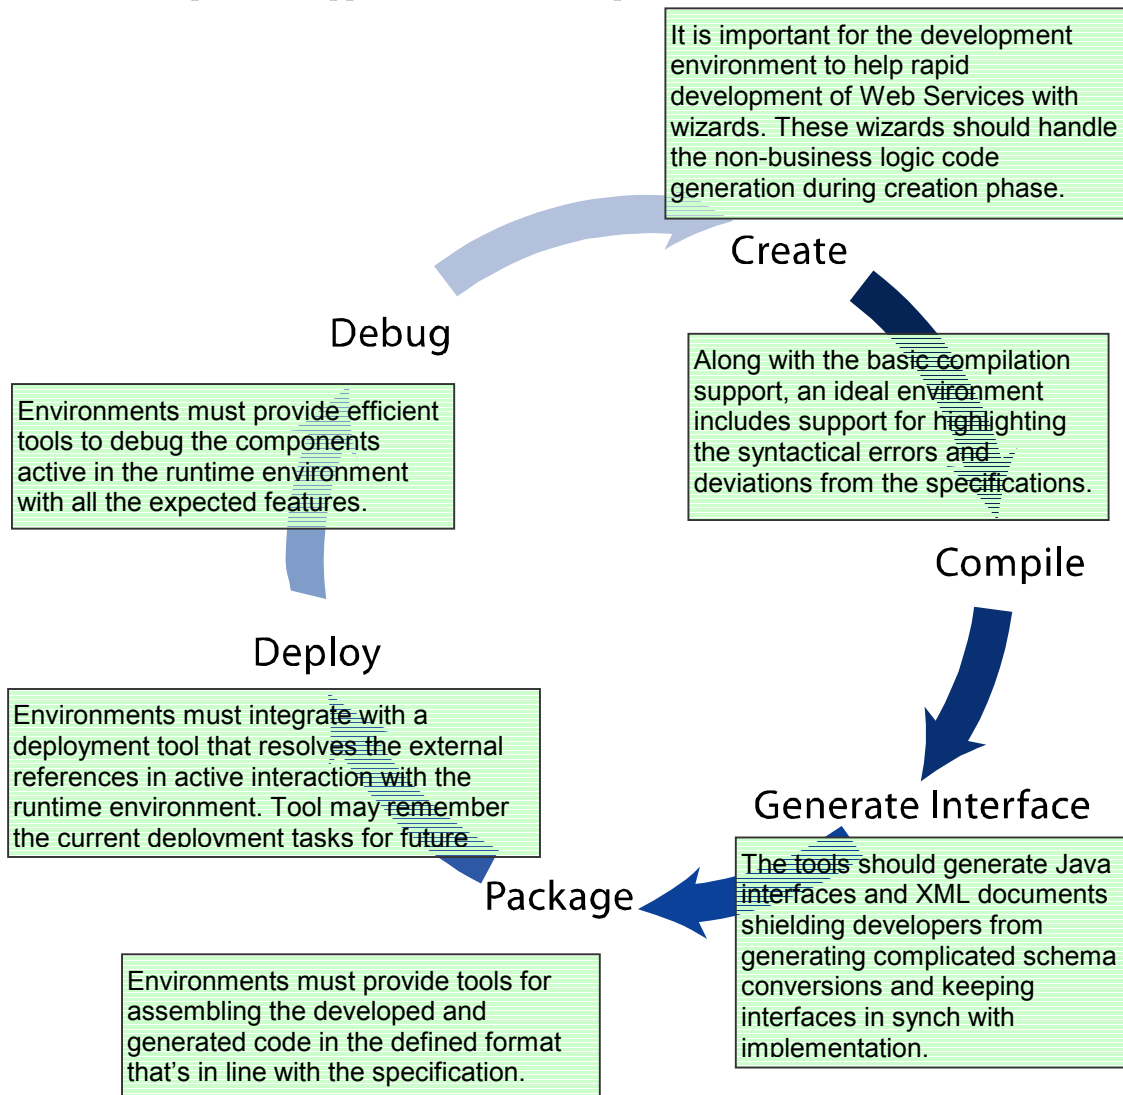 It is important for the development
environment to help rapid
development of Web Services with
wizards. These wizards should handle
the non-business logic code
generation during creation phase.
Create
Along with the basic compilation
support, an ideal environment
includes support for highlighting
the syntactical errors and
deviations from the specifications.
Compile
Generate Interface
The tools should generate Java
interfaces and XML documents
shielding developers from
generating complicated schema
conversions and keeping
interfaces in synch with
implementation.
Package
Environments must provide tools for
assembling the developed and
generated code in the defined format
that's in line with the specification.
Deploy
Environments must integrate with a
deployment tool that resolves the external
references in active interaction with the
runtime environment. Tool may remember
the current deployment tasks for future
Debug
Environments must provide efficient
tools to debug the components
active in the runtime environment
with all the expected features.